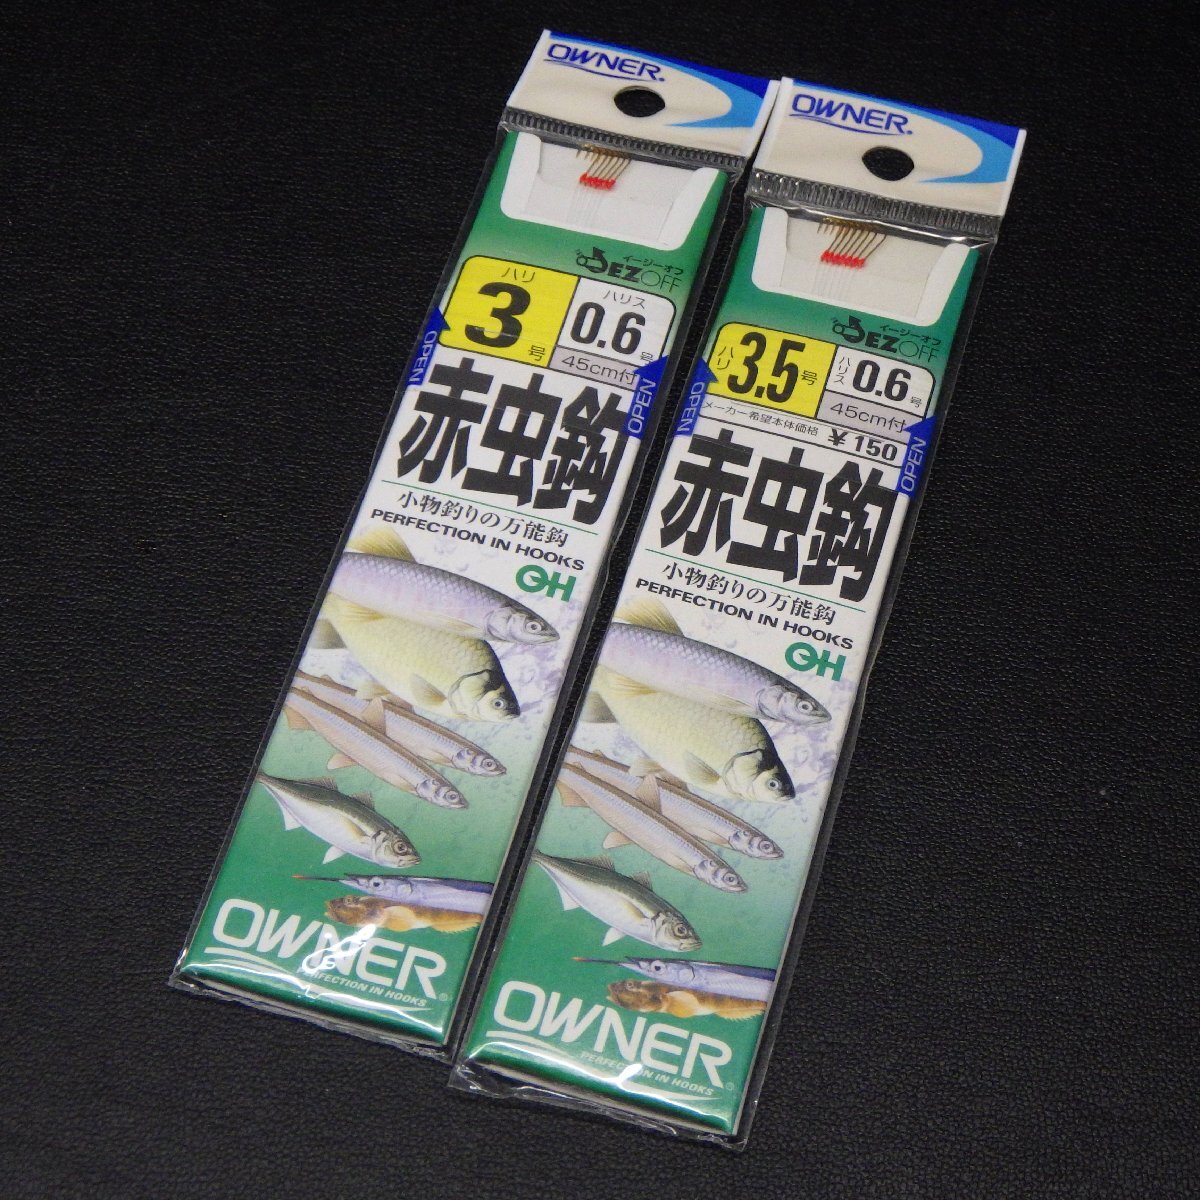 OWNER.
イージーオフ
EZOFF
ハリ
3号
ハリス
0.6号
45cm付
OPEN
OPEN
赤虫鈎
小物釣りの万能鈎
PERFECTION IN HOOKS
OH
OWNER
PERFECTION IN HOOKS
OWNER.
イージーオフ
EZOFF
ハリ
3.5号
ハリス
0.6号
45cm付
メーカー希望本体価格 ¥150
OPEN
OPEN
赤虫鈎
小物釣りの万能鈎
PERFECTION IN HOOKS
OH
OWNER
PERFECTION IN HOOKS